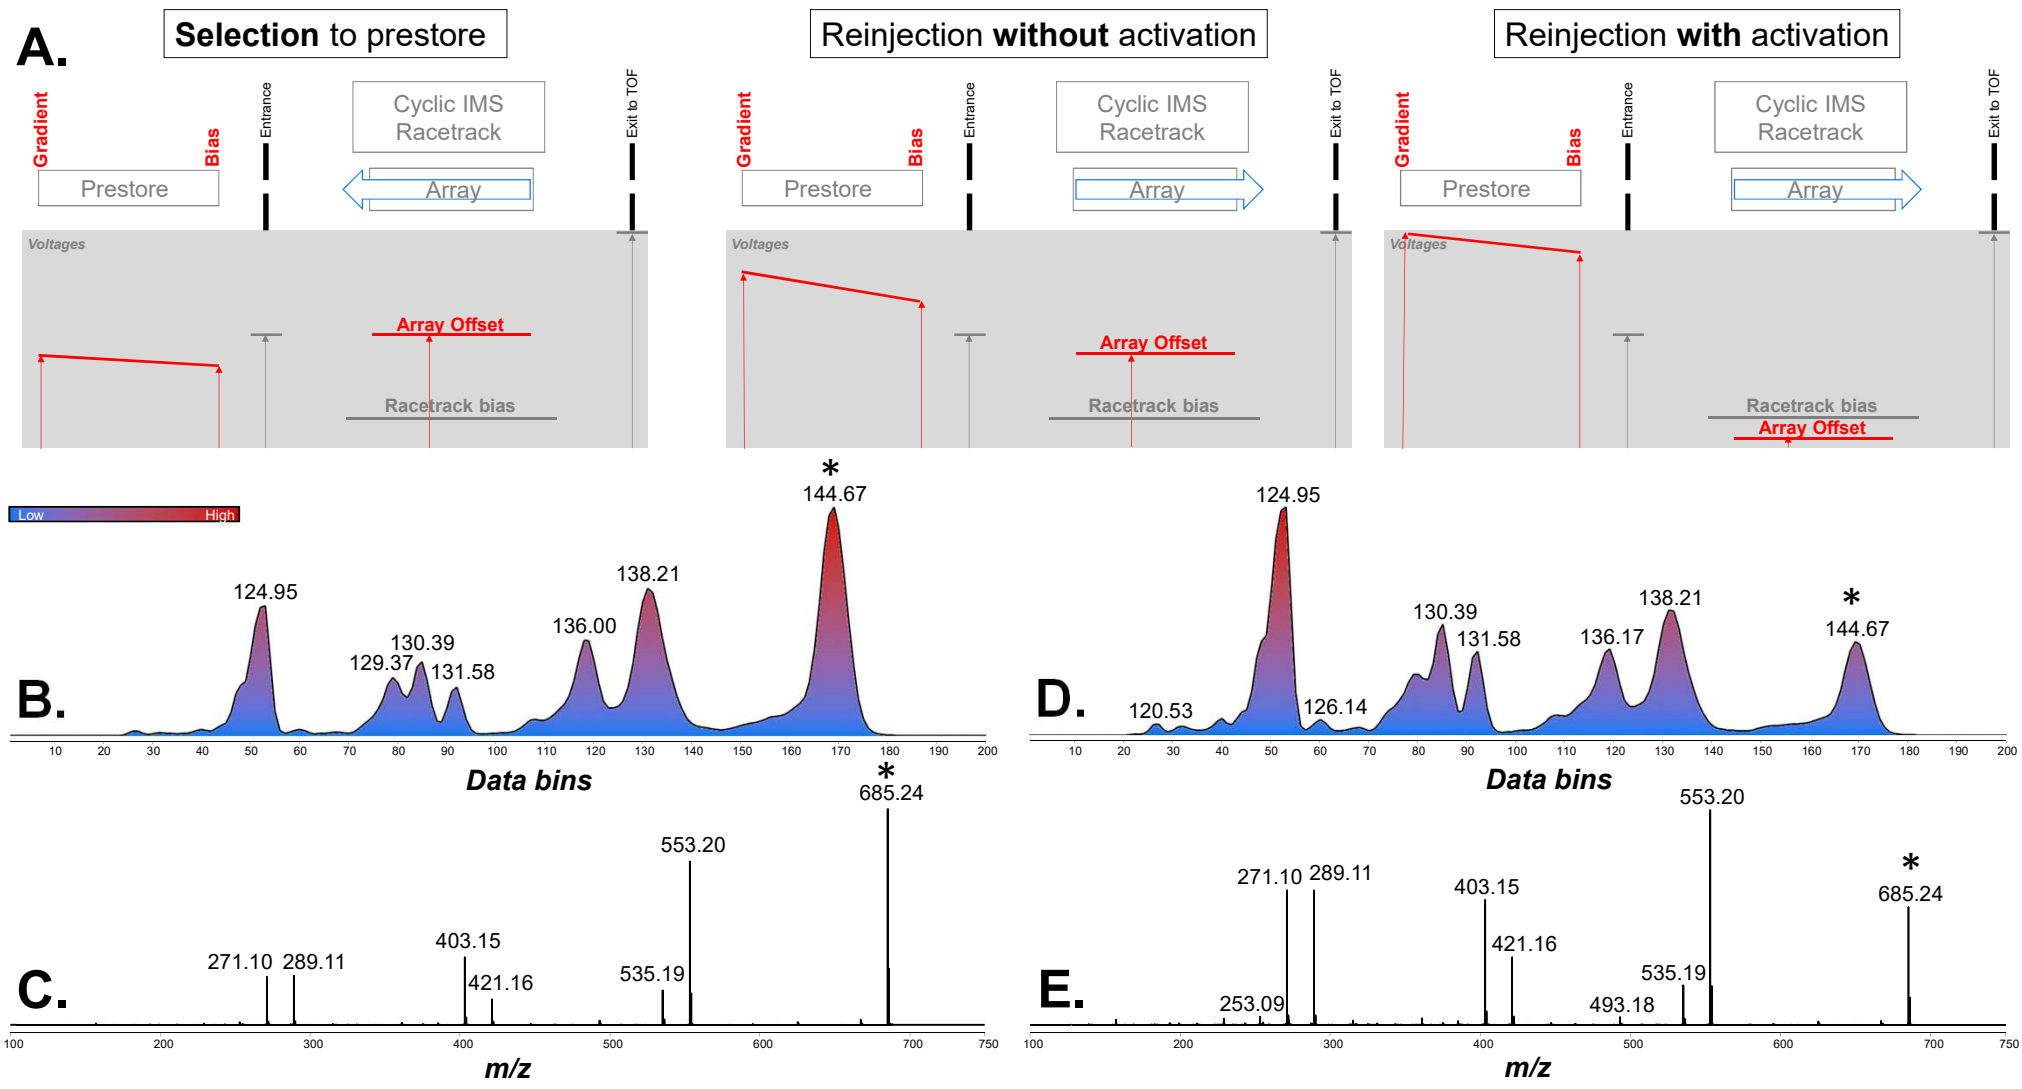 A.
Selection to prestore
Reinjection without activation
Reinjection with activation
Gradient
Bias
Entrance
Cyclic IMS
Racetrack
Exit to TOF
Prestore
Array
Voltages
Array Offset
Racetrack bias
Gradient
Bias
Entrance
Cyclic IMS
Racetrack
Exit to TOF
Prestore
Array
Voltages
Array Offset
Racetrack bias
Gradient
Bias
Entrance
Cyclic IMS
Racetrack
Exit to TOF
Prestore
Array
Voltages
Racetrack bias
Array Offset
Low High
B.
*
144.67
124.95
138.21
136.00
130.39
129.37
131.58
10 20 30 40 50 60 70 80 90 100 110 120 130 140 150 160 170 180 190 200
Data bins
D.
124.95
*
144.67
138.21
130.39
131.58
136.17
120.53
126.14
10 20 30 40 50 60 70 80 90 100 110 120 130 140 150 160 170 180 190 200
Data bins
C.
*
685.24
553.20
403.15
271.10 289.11
421.16
535.19
100 200 300 400 500 600 700 750
m/z
E.
553.20
*
685.24
271.10 289.11
403.15
421.16
535.19
253.09
493.18
100 200 300 400 500 600 700 750
m/z